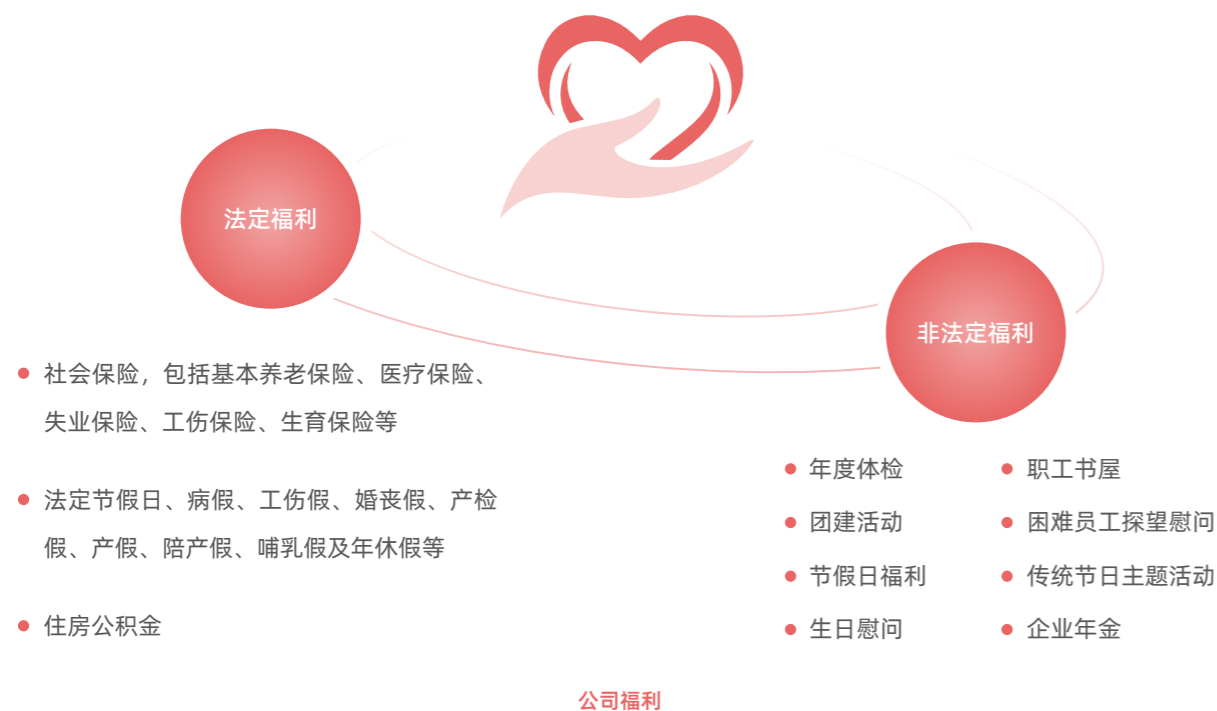 法定福利
社会保险，包括基本养老保险、医疗保险、
失业保险、工伤保险、生育保险等
法定节假日、病假、工伤假、婚丧假、产检
假、产假、陪产假、哺乳假及年休假等
住房公积金
非法定福利
年度体检
团建活动
节假日福利
生日慰问
职工书屋
困难员工探望慰问
传统节日主题活动
企业年金
公司福利